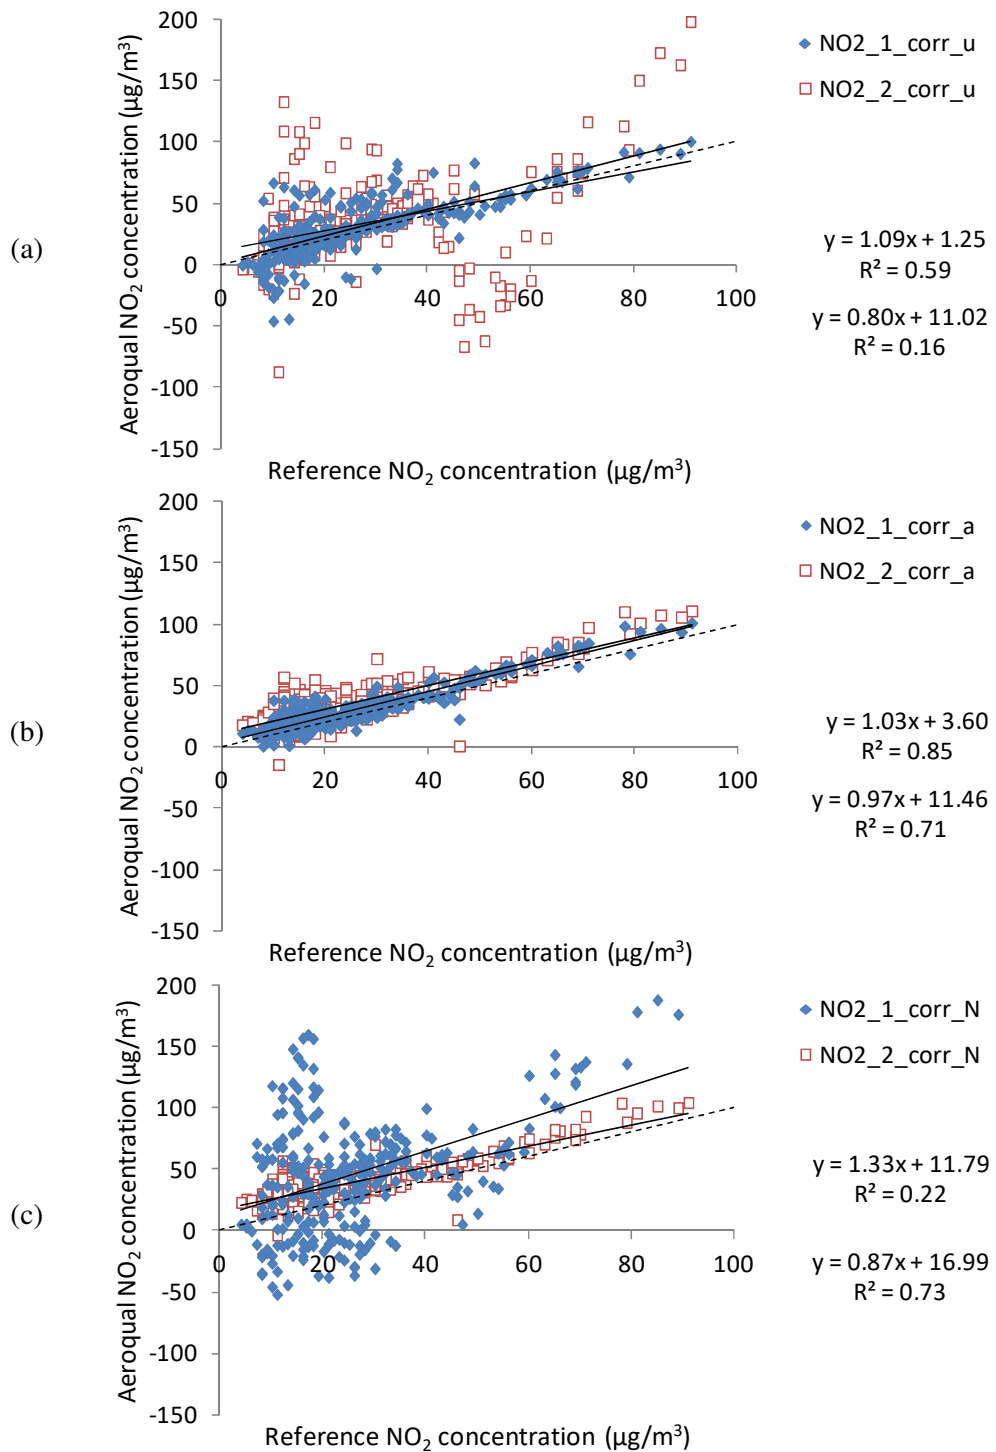 (a)
Aeroqual NO₂ concentration (µg/m³)
200
150
100
50
0
-50
-100
-150
0 20 40 60 80 100
Reference NO₂ concentration (µg/m³)
NO2_1_corr_u
NO2_2_corr_u
y = 1.09x + 1.25
R² = 0.59
y = 0.80x + 11.02
R² = 0.16
(b)
Aeroqual NO₂ concentration (µg/m³)
200
150
100
50
0
-50
-100
-150
0 20 40 60 80 100
Reference NO₂ concentration (µg/m³)
NO2_1_corr_a
NO2_2_corr_a
y = 1.03x + 3.60
R² = 0.85
y = 0.97x + 11.46
R² = 0.71
(c)
Aeroqual NO₂ concentration (µg/m³)
200
150
100
50
0
-50
-100
-150
0 20 40 60 80 100
Reference NO₂ concentration (µg/m³)
NO2_1_corr_N
NO2_2_corr_N
y = 1.33x + 11.79
R² = 0.22
y = 0.87x + 16.99
R² = 0.73